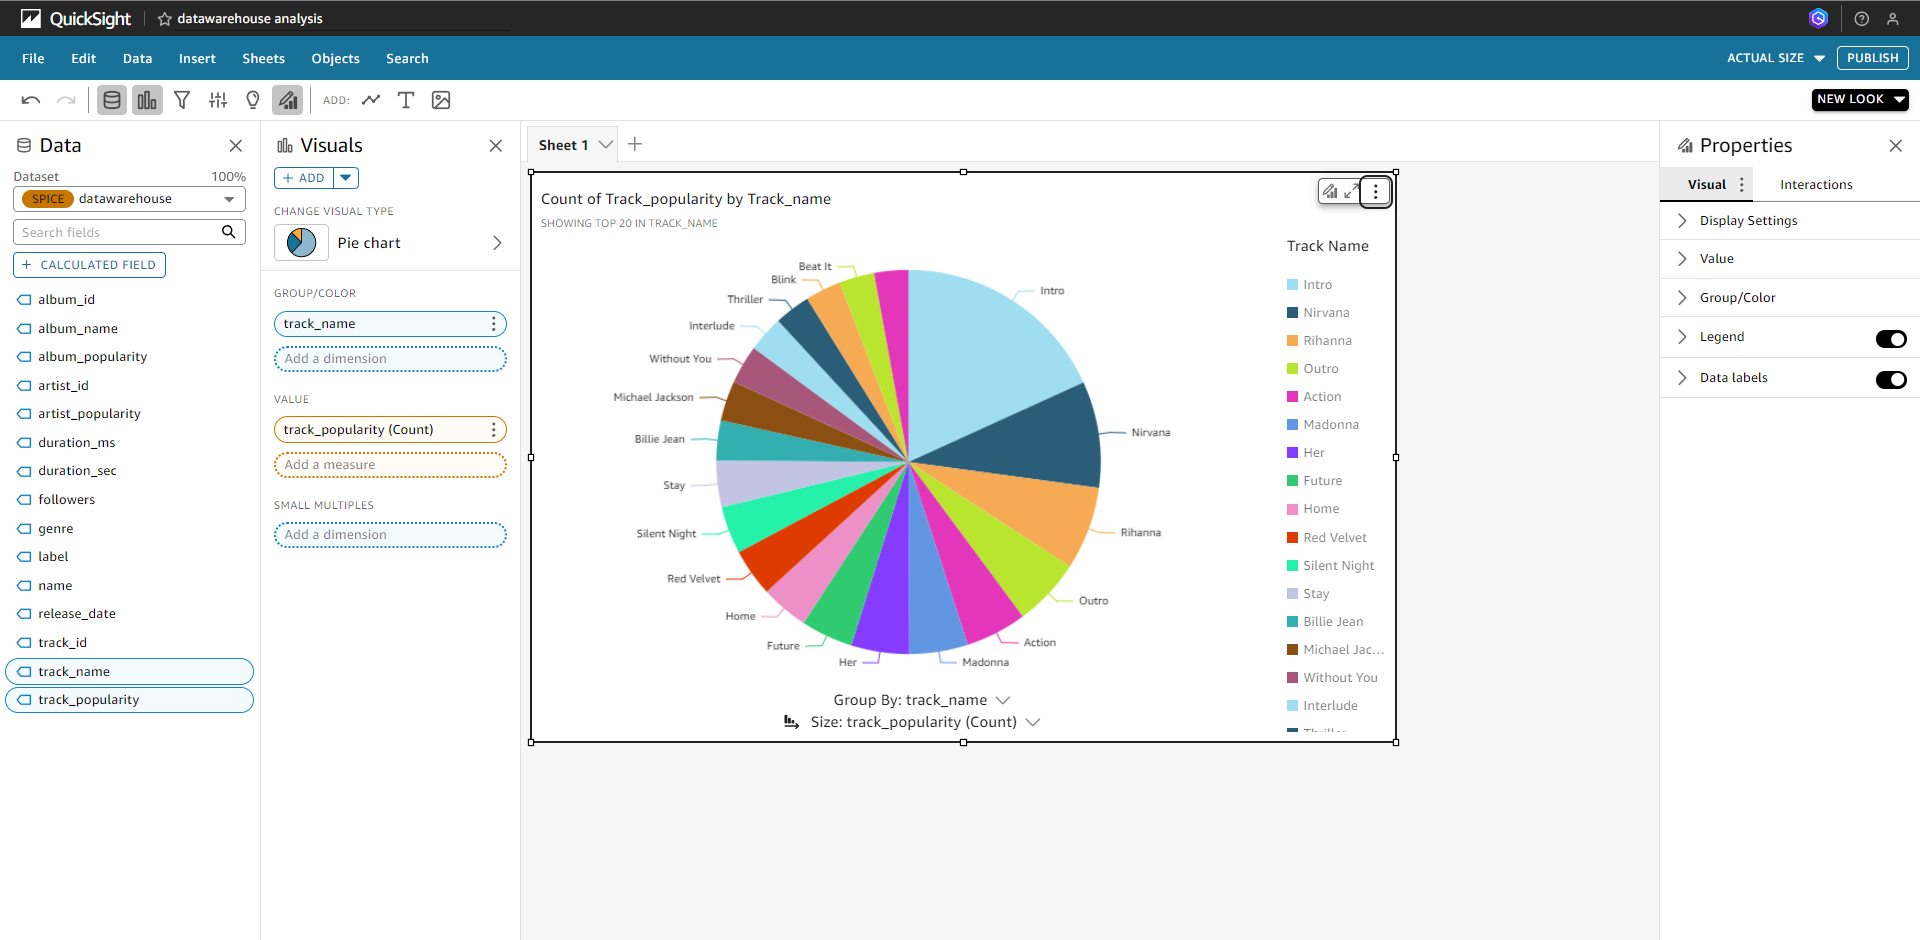 QuickSight
datawarehouse analysis
File Edit Data Insert Sheets Objects Search
ACTUAL SIZE
PUBLISH
ADD:
NEW LOOK
Data
Dataset 100%
SPICE datawarehouse
Search fields
+ CALCULATED FIELD
album_id
album_name
album_popularity
artist_id
artist_popularity
duration_ms
duration_sec
followers
genre
label
name
release_date
track_id
track_name
track_popularity
Visuals
+ ADD
CHANGE VISUAL TYPE
Pie chart
GROUP/COLOR
track_name
Add a dimension
VALUE
track_popularity (Count)
Add a measure
SMALL MULTIPLES
Add a dimension
Sheet 1
Count of Track_popularity by Track_name
SHOWING TOP 20 IN TRACK_NAME
Beat It
Blink
Thriller
Interlude
Without You
Michael Jackson
Billie Jean
Stay
Silent Night
Red Velvet
Home
Future
Her
Madonna
Action
Outro
Rihanna
Nirvana
Intro
Group By: track_name
Size: track_popularity (Count)
Track Name
Intro
Nirvana
Rihanna
Outro
Action
Madonna
Her
Future
Home
Red Velvet
Silent Night
Stay
Billie Jean
Michael Jac...
Without You
Interlude
Thriller
Properties
Visual
Interactions
Display Settings
Value
Group/Color
Legend
Data labels